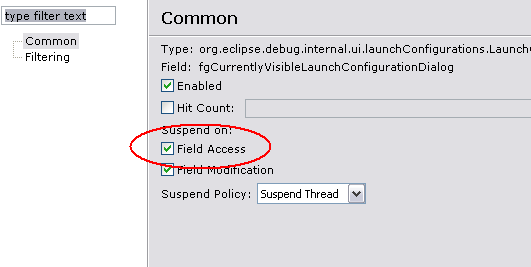 type filter text
Common
Filtering
Common
Type: org.eclipse.debug.internal.ui.launchConfigurations.Launch
Field: fgCurrentlyVisibleLaunchConfigurationDialog
Enabled
Hit Count:
Suspend on:
Field Access
Field Modification
Suspend Policy: Suspend Thread